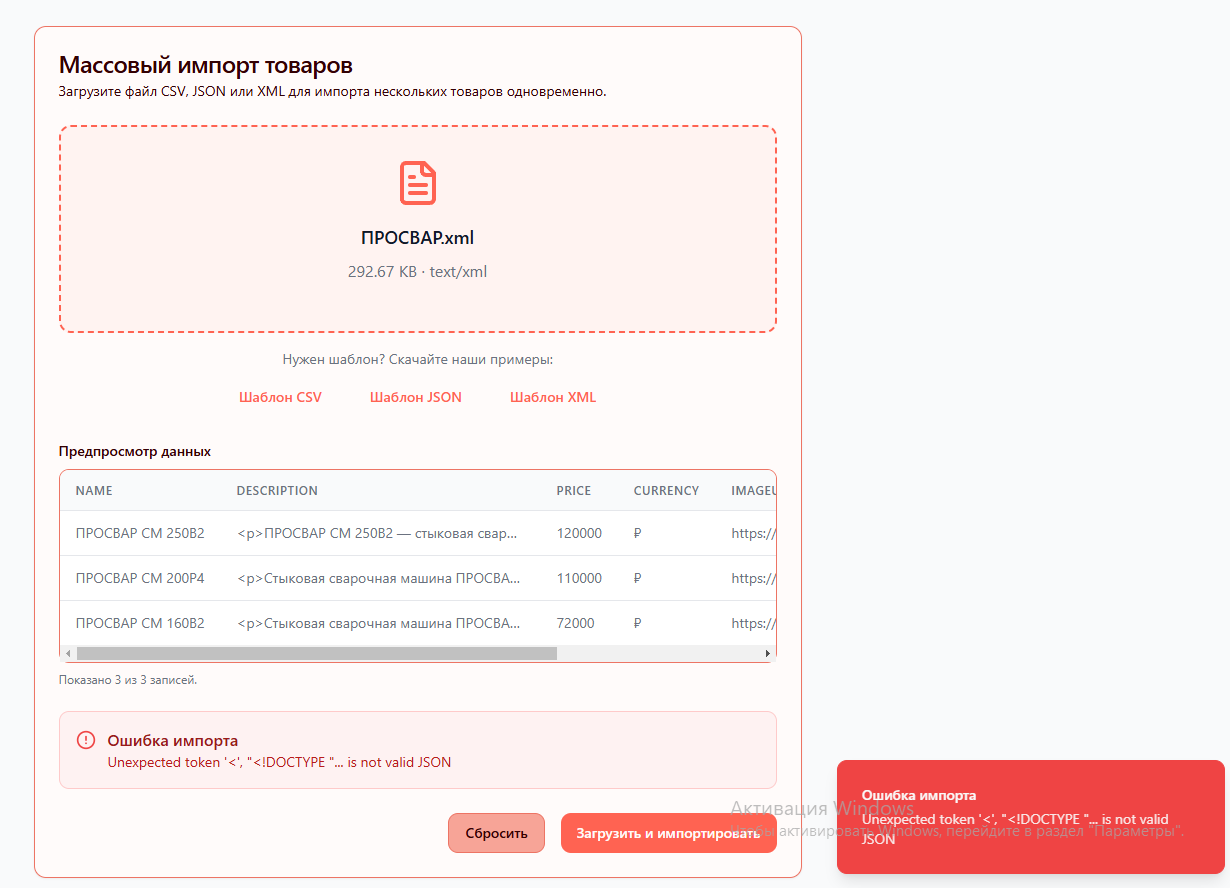 Массовый импорт товаров
Загрузите файл CSV, JSON или XML для импорта нескольких товаров одновременно.
ПРОСВАР.xml
292.67 KB · text/xml
Нужен шаблон? Скачайте наши примеры:
Шаблон CSV Шаблон JSON Шаблон XML
Предпросмотр данных
NAME DESCRIPTION PRICE CURRENCY IMAGEU
ПРОСВАР СМ 250В2 <p>ПРОСВАР СМ 250В2 — стыковая свар... 120000 ₽ https://
ПРОСВАР СМ 200Р4 <p>Стыковая сварочная машина ПРОСВА... 110000 ₽ https://
ПРОСВАР СМ 160В2 <p>Стыковая сварочная машина ПРОСВА... 72000 ₽ https://
Показано 3 из 3 записей.
Ошибка импорта
Unexpected token '<', "<!DOCTYPE "... is not valid JSON
Сбросить Загрузить и импортировать
Ошибка импорта
Unexpected token '<', "<!DOCTYPE "... is not valid
JSON
Активация Windows
Чтобы активировать Windows, перейдите в раздел "Параметры".